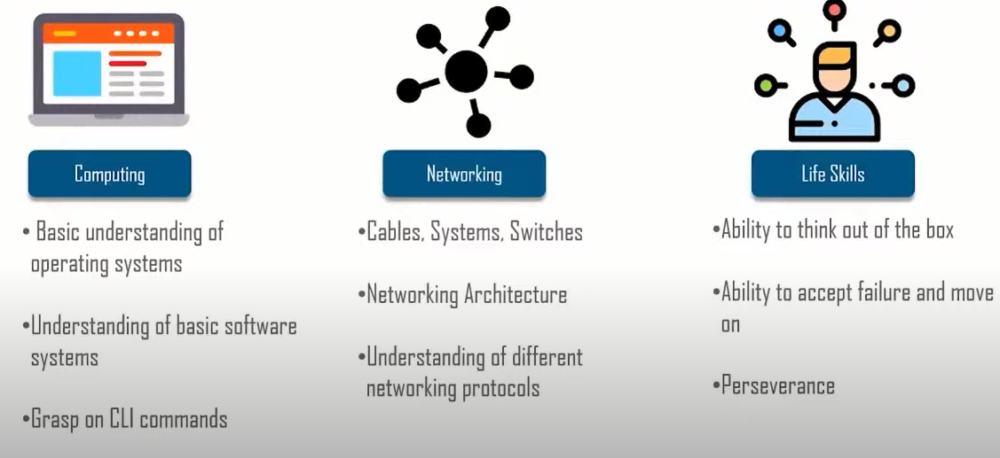 Computing
• Basic understanding of
operating systems
•Understanding of basic software
systems
•Grasp on CLI commands
Networking
•Cables, Systems, Switches
•Networking Architecture
•Understanding of different
networking protocols
Life Skills
•Ability to think out of the box
•Ability to accept failure and move
on
•Perseverance